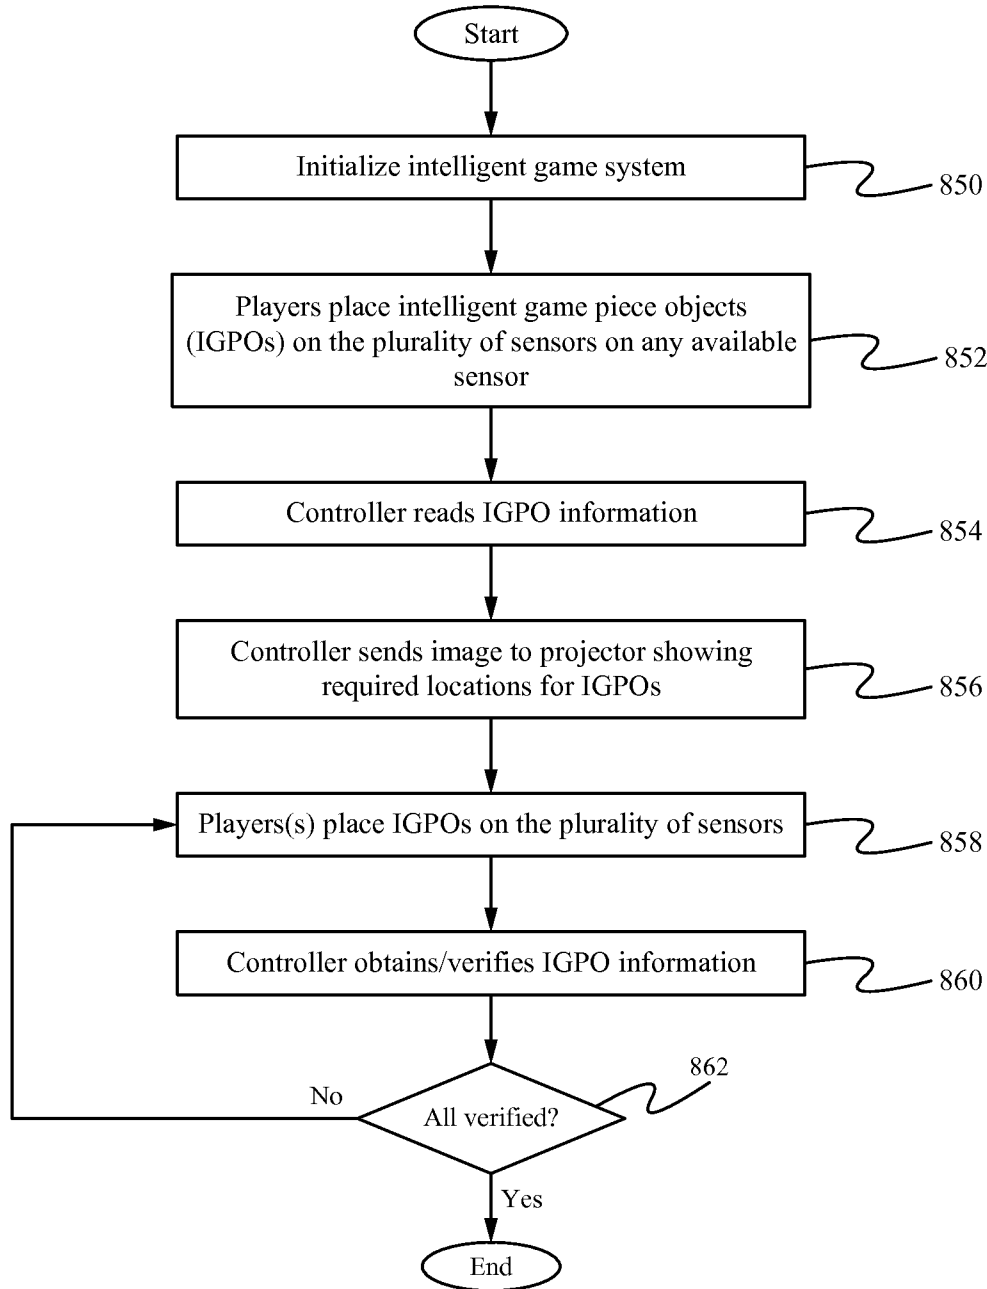 Start
Initialize intelligent game system
850
Players place intelligent game piece objects
(IGPOs) on the plurality of sensors on any available
sensor
852
Controller reads IGPO information
854
Controller sends image to projector showing
required locations for IGPOs
856
Players(s) place IGPOs on the plurality of sensors
858
Controller obtains/verifies IGPO information
860
862
No
All verified?
Yes
End